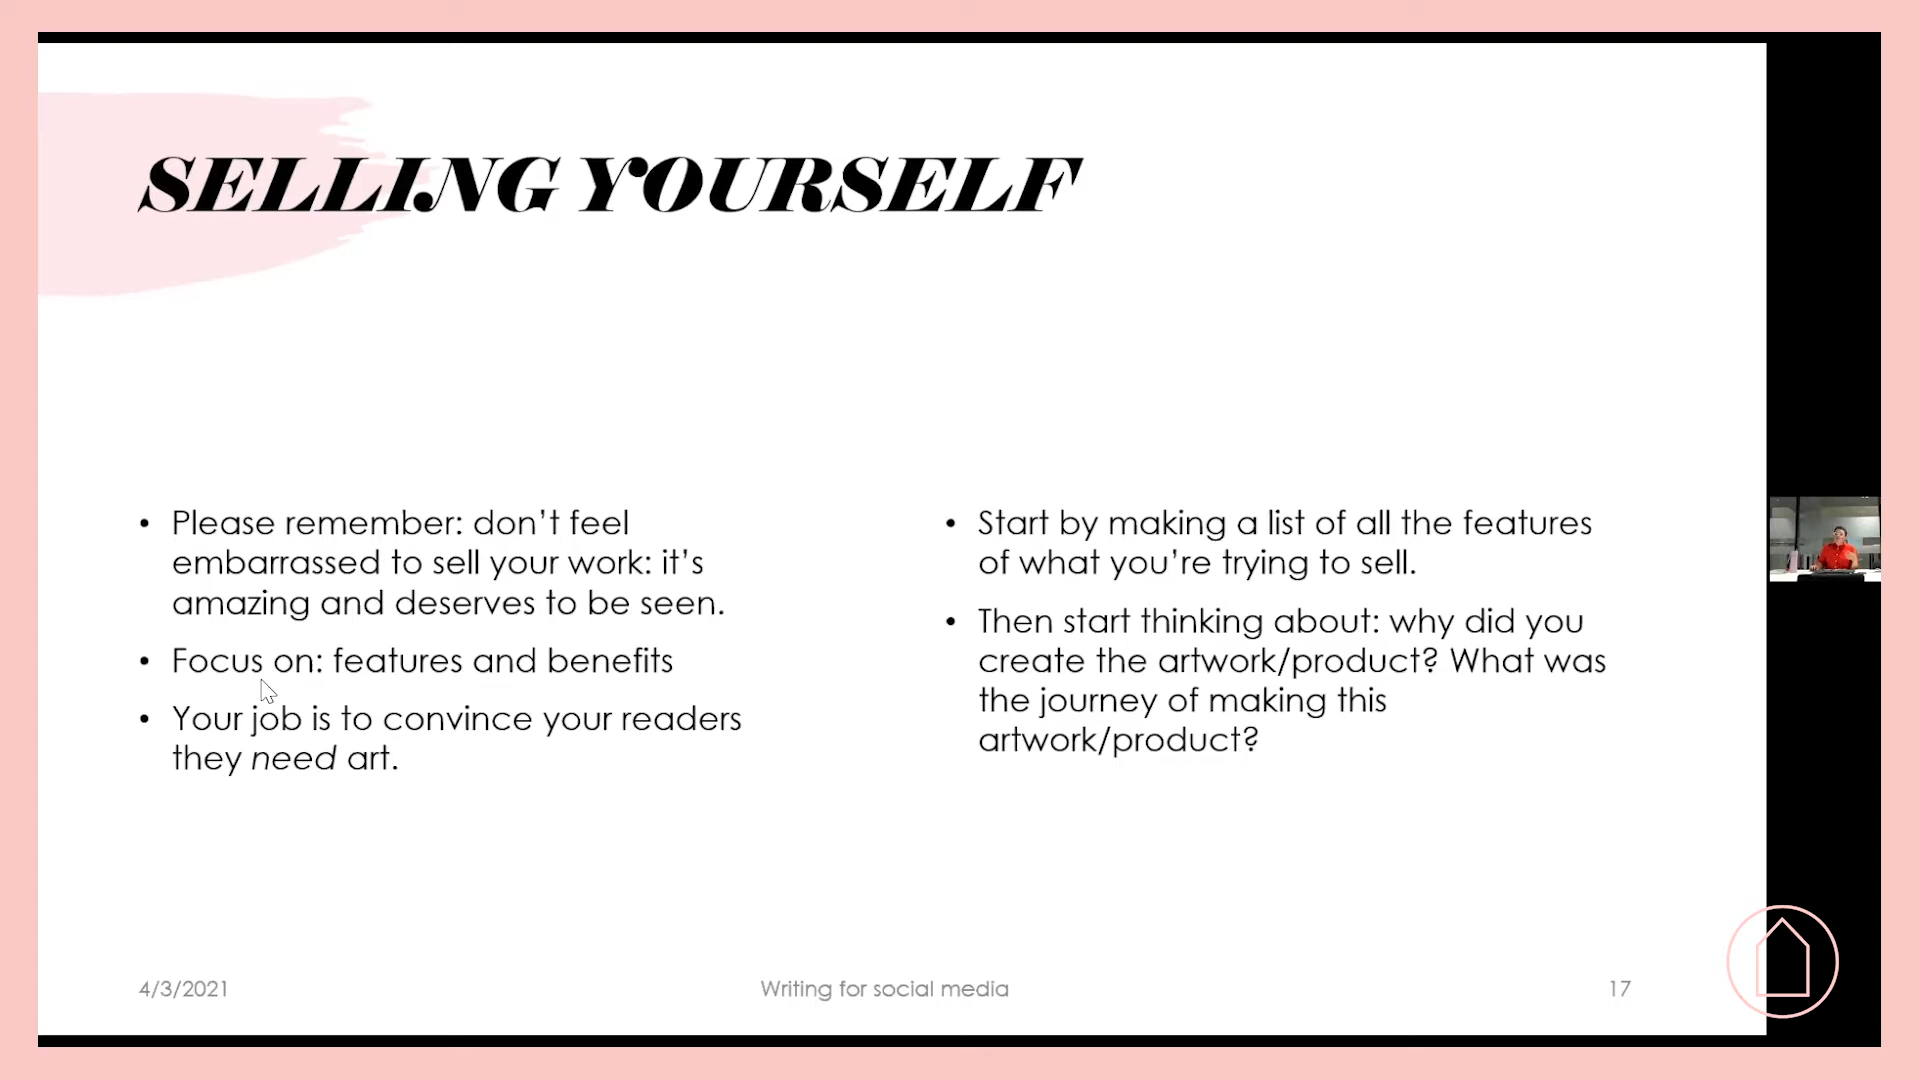 SELLING YOURSELF
• Please remember: don’t feel
embarrassed to sell your work: it’s
amazing and deserves to be seen.
• Focus on: features and benefits
• Your job is to convince your readers
they need art.
• Start by making a list of all the features
of what you’re trying to sell.
• Then start thinking about: why did you
create the artwork/product? What was
the journey of making this
artwork/product?
4/3/2021
Writing for social media
17